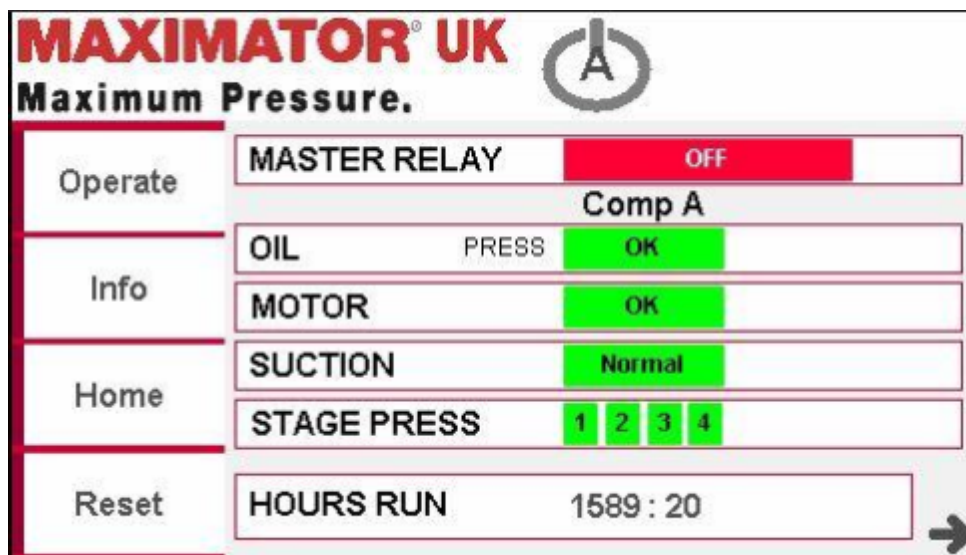 MAXIMATOR® UK
A
Maximum Pressure.
Operate
MASTER RELAY OFF
Comp A
OIL PRESS OK
Info
MOTOR OK
SUCTION Normal
Home
STAGE PRESS 1 2 3 4
Reset
HOURS RUN 1589 : 20